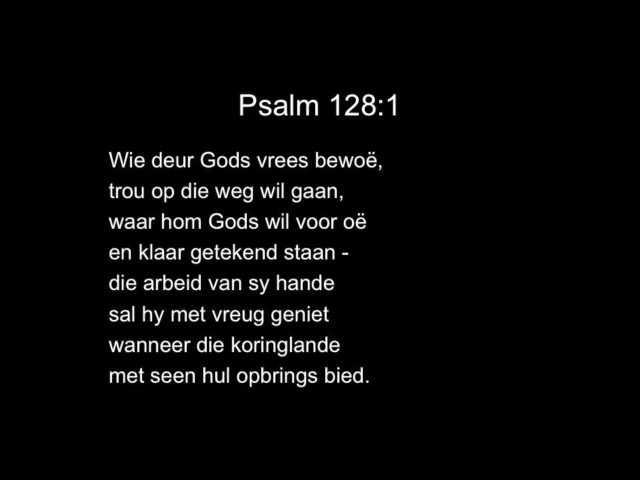 Psalm 128:1
Wie deur Gods vrees bewoë,
trou op die weg wil gaan,
waar hom Gods wil voor oë
en klaar getekend staan -
die arbeid van sy hande
sal hy met vreug geniet
wanneer die koringlande
met seen hul opbrings bied.